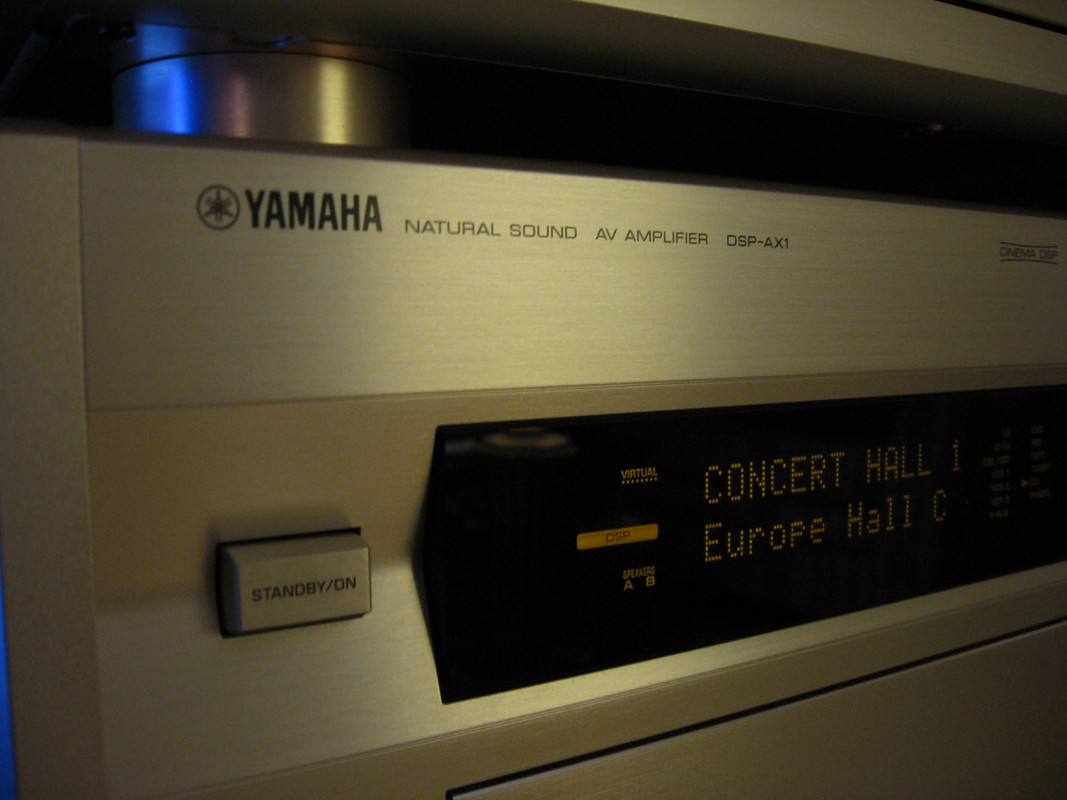 YAMAHA NATURAL SOUND AV AMPLIFIER DSP-AX1
CINEMA DSP
VIRTUAL
CONCERT HALL 1
DSP
Europe Hall C
SPEAKERS
A B
STANDBY/ON